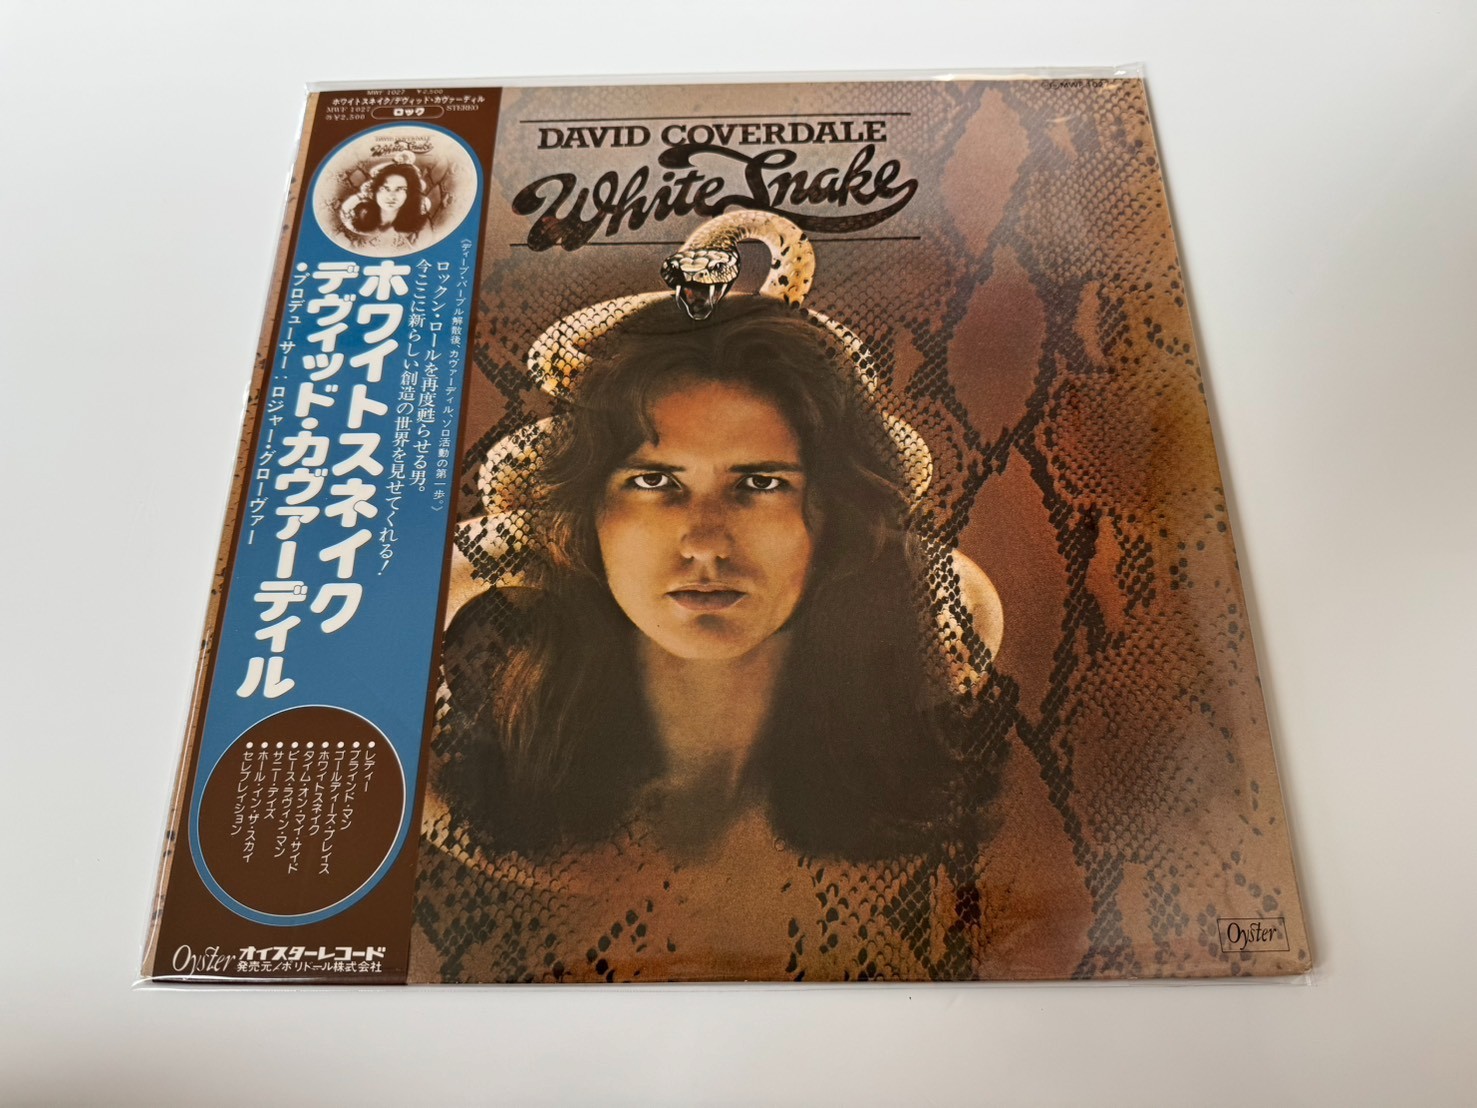 MWF 1027 ¥2,500
ホワイトスネイク/デヴィッド・カヴァーディル
MWF 1027
ロック
STEREO
¥2,500
DAVID COVERDALE
White Snake
《ディープ・パープル解散後、カヴァーディル、ソロ活動の第一歩。》
ロックン・ロールを再度甦らせる男。
今ここに新らしい創造の世界を見せてくれる!
ホワイトスネイク
デヴィッド・カヴァーディル
●プロデューサー:ロジャー・グローヴァー
●レディー
●ブラインド・マン
●ゴールディーズ・プレイス
●ホワイトスネイク
●タイム・オン・マイ・サイド
●ピース・ラヴィン・マン
●サニー・デイズ
●ホール・イン・ザ・スカイ
●セレブレイション
Oyster オイスターレコード
発売元/ポリドール株式会社
Oyster